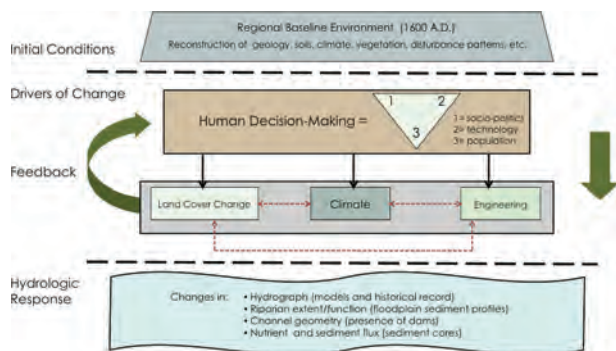 Regional Baseline Environment (1600 A.D.)
Initial Conditions
Reconstruction of geology, soils, climate, vegetation, disturbance patterns, etc.
Drivers of Change
1 2
3
Human Decision-Making =
1= socio-politics
2= technology
3= population
Feedback
Land Cover Change
Climate
Engineering
Hydrologic
Response
Changes in:
• Hydrograph (models and historical record)
• Riparian extent/function (floodplain sediment profiles)
• Channel geometry (presence of dams)
• Nutrient and sediment flux (sediment cores)